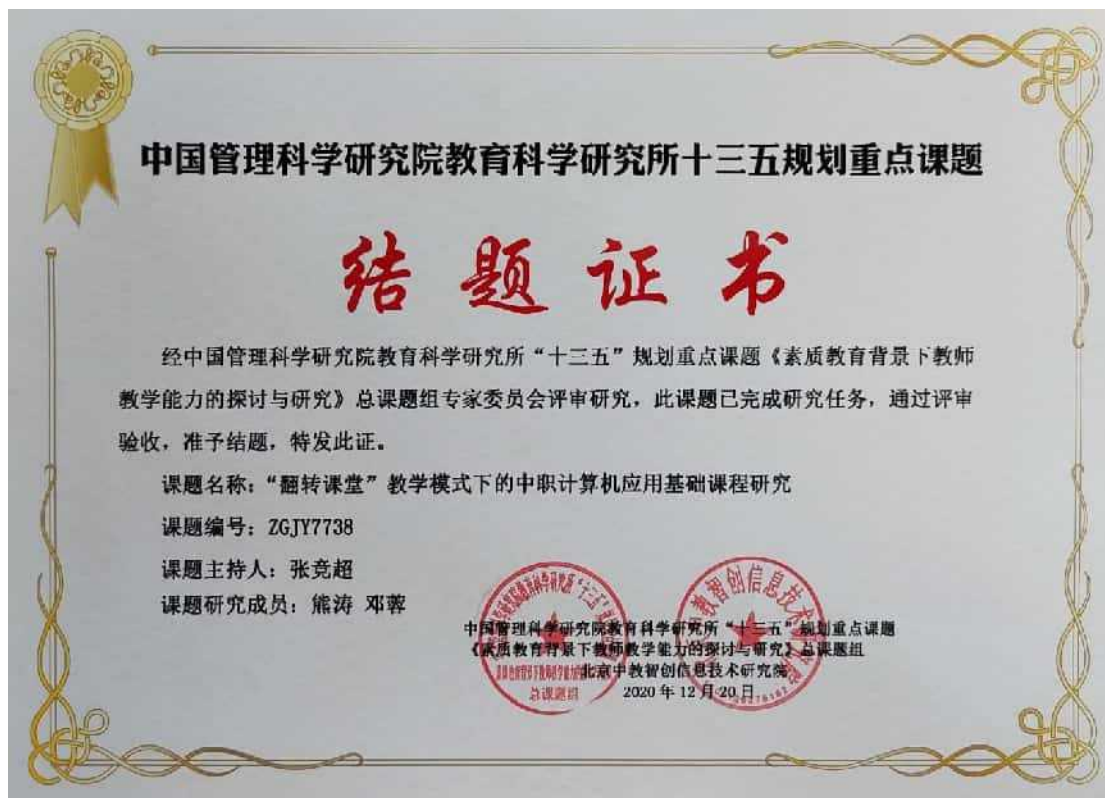 中国管理科学研究院教育科学研究所十三五规划重点课题
结题证书
经中国管理科学研究院教育科学研究所“十三五”规划重点课题《素质教育背景下教师
教学能力的探讨与研究》总课题组专家委员会评审研究，此课题已完成研究任务，通过评审
验收，准予结题，特发此证。
课题名称：“翻转课堂”教学模式下的中职计算机应用基础课程研究
课题编号：ZGJY7738
课题主持人：张竞超
课题研究成员：熊涛 邓蓉
中国管理科学研究院教育科学研究所“十三五”规划重点课题
《素质教育背景下教师教学能力的探讨与研究》总课题组
北京中教智创信息技术研究院
2020年12月20日
总课题组